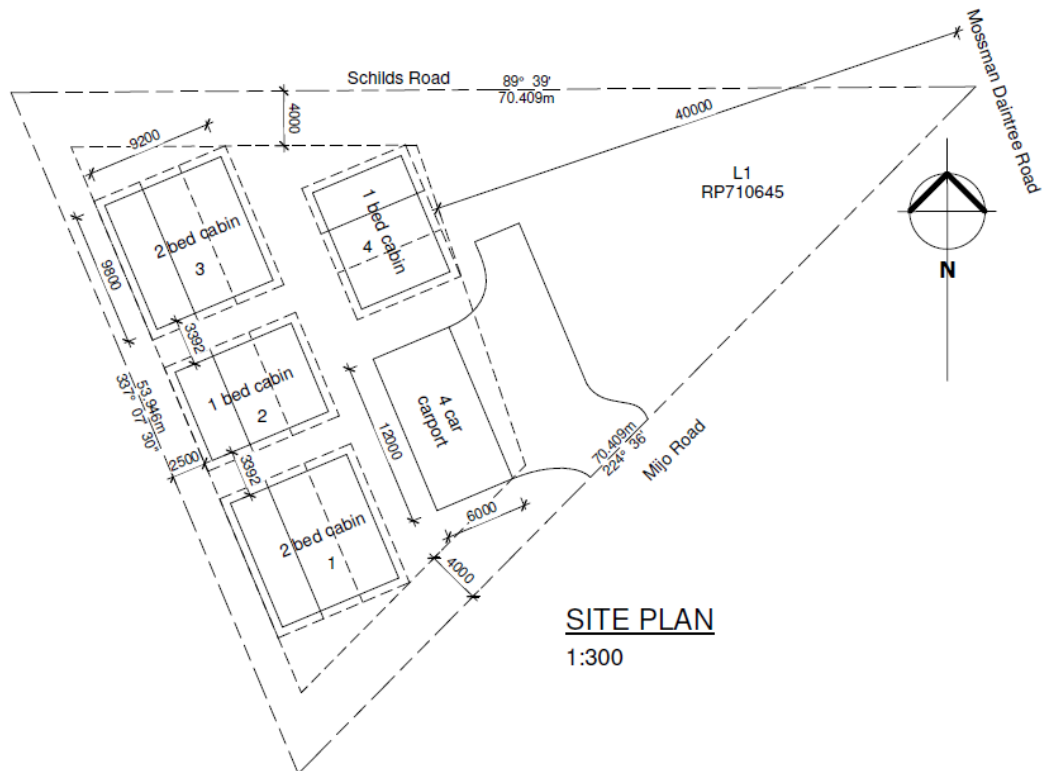 Schilds Road
89° 39'
70.409m
Mossman Daintree Road
4000
40000
9200
L1
RP710645
1 bed cabin
4
2 bed cabin
3
9800
N
3392
1 bed cabin
2
53.946m
337° 07' 30"
4 car
carport
12000
70.409m
224° 36'
Mijo Road
2500
3392
6000
2 bed cabin
1
4000
SITE PLAN
1:300